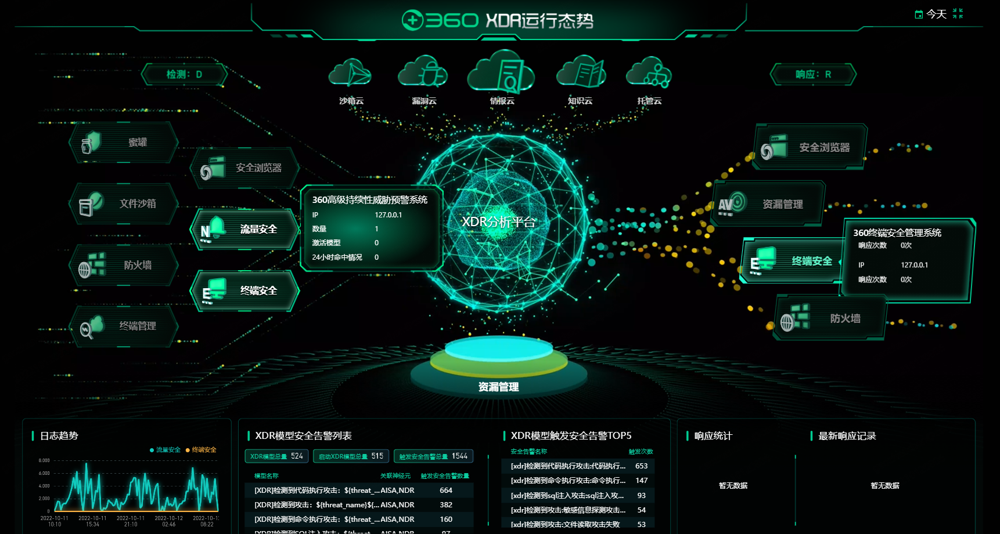 360 XDR运行态势
今天
检测：D
响应：R
沙箱云
漏洞云
情报云
知识云
托管云
蜜罐
文件沙箱
防火墙
终端管理
安全浏览器
N
流量安全
E
终端安全
360高级持续性威胁预警系统
IP 127.0.0.1
数量 1
激活模型 0
24小时命中情况 0
XDR分析平台
资漏管理
安全浏览器
AV
资漏管理
E
终端安全
防火墙
360终端安全管理系统
响应次数 0次
IP 127.0.0.1
响应次数 0次
日志趋势
流量安全 终端安全
8,000
6,000
4,000
2,000
0
2022-10-11 2022-10-11 2022-10-11 2022-10-12 2022-10-1
10:10 15:34 21:10 02:46 08:22
XDR模型安全告警列表
XDR模型总量 524 启动XDR模型总量 515 触发安全告警总量 1544
模型名称 关联神经元 触发安全告警数量
[XDR]检测到代码执行攻击：${threat_... AISA,NDR 664
[XDR]检测到攻击：${threat_name}${... AISA,NDR 382
[XDR]检测到命令执行攻击：${threat_... AISA,NDR 160
[XDR]检测到SQL注入攻击：${threat_... AISA,NDR 97
XDR模型触发安全告警TOP5
安全告警名称 触发次数
[xdr]检测到代码执行攻击:代码执行... 653
[xdr]检测到命令执行攻击:命令执行... 147
[xdr]检测到sql注入攻击:sql注入攻... 93
[xdr]检测到攻击:敏感信息探测攻击... 54
[xdr]检测到攻击:文件读取攻击失败 53
响应统计
暂无数据
最新响应记录
暂无数据